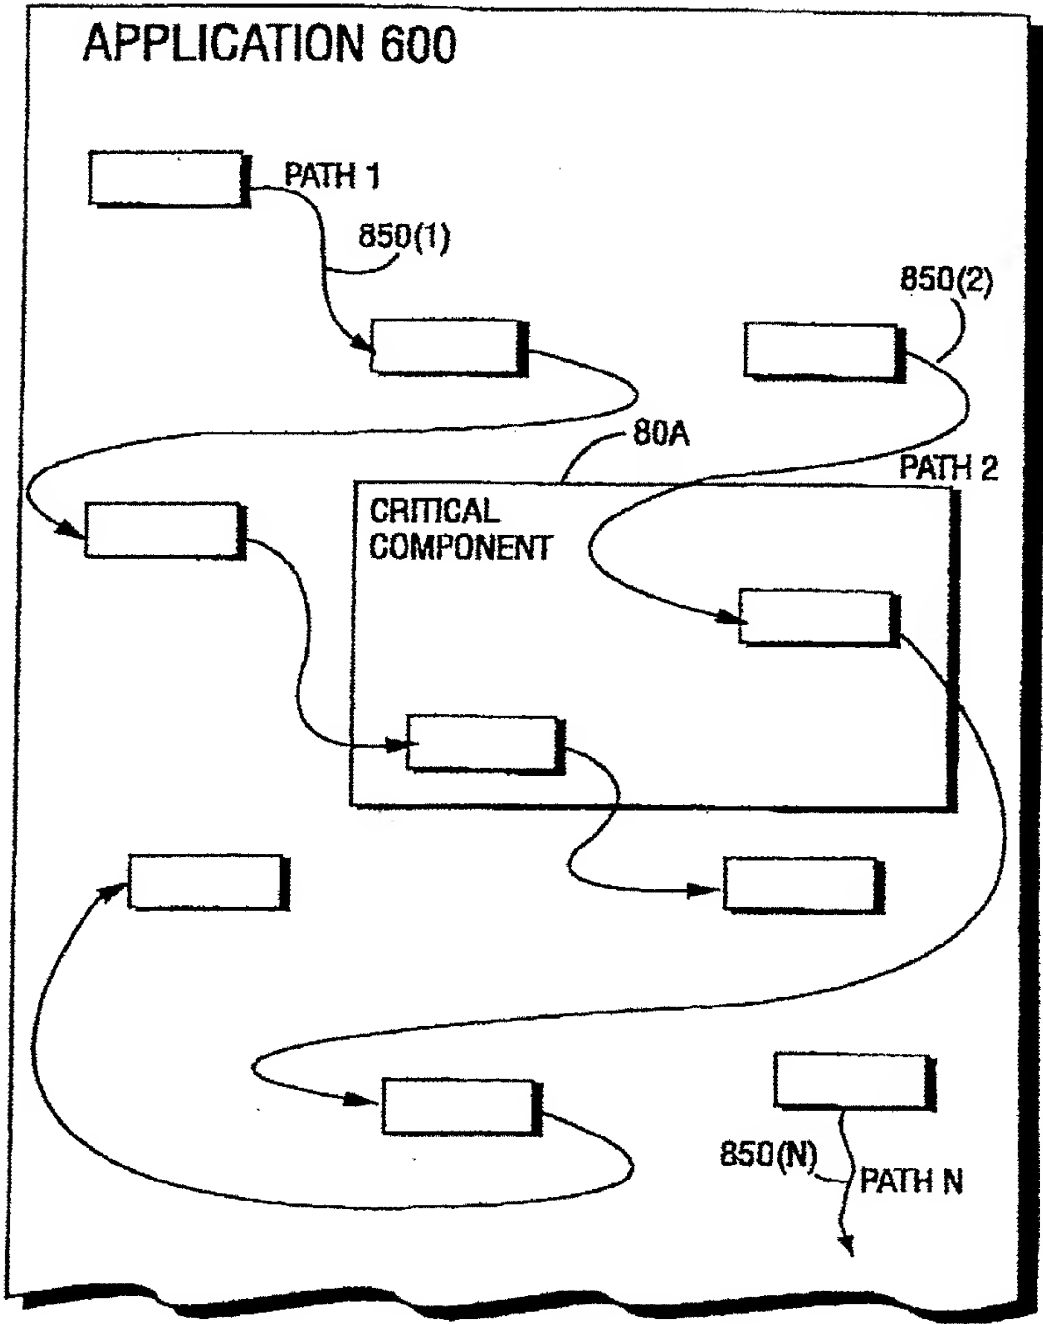 APPLICATION 600
PATH 1
850(1)
850(2)
80A
PATH 2
CRITICAL
COMPONENT
850(N)
PATH N